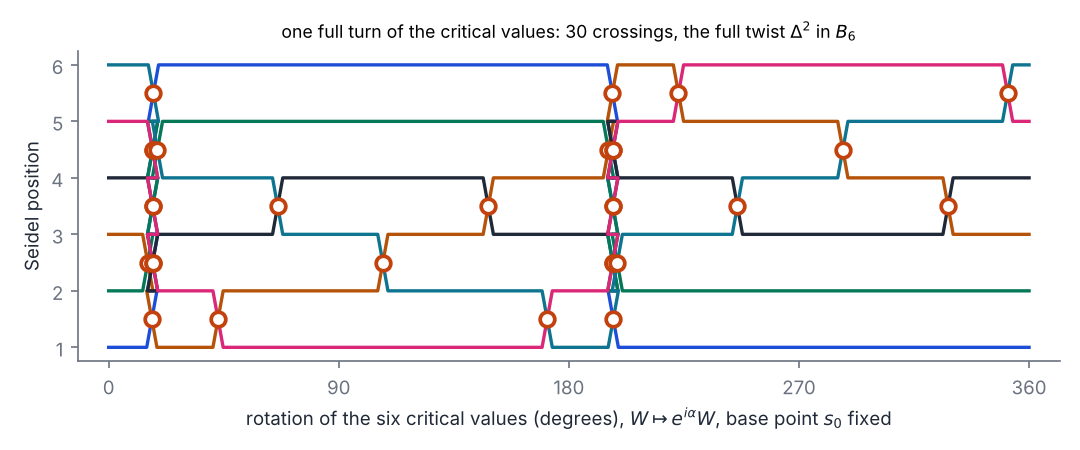 one full turn of the critical values: 30 crossings, the full twist Δ² in B₆
6
5
4
3
2
1
Seidel position
0 90 180 270 360
rotation of the six critical values (degrees), W ↦ e^{iα}W, base point s₀ fixed